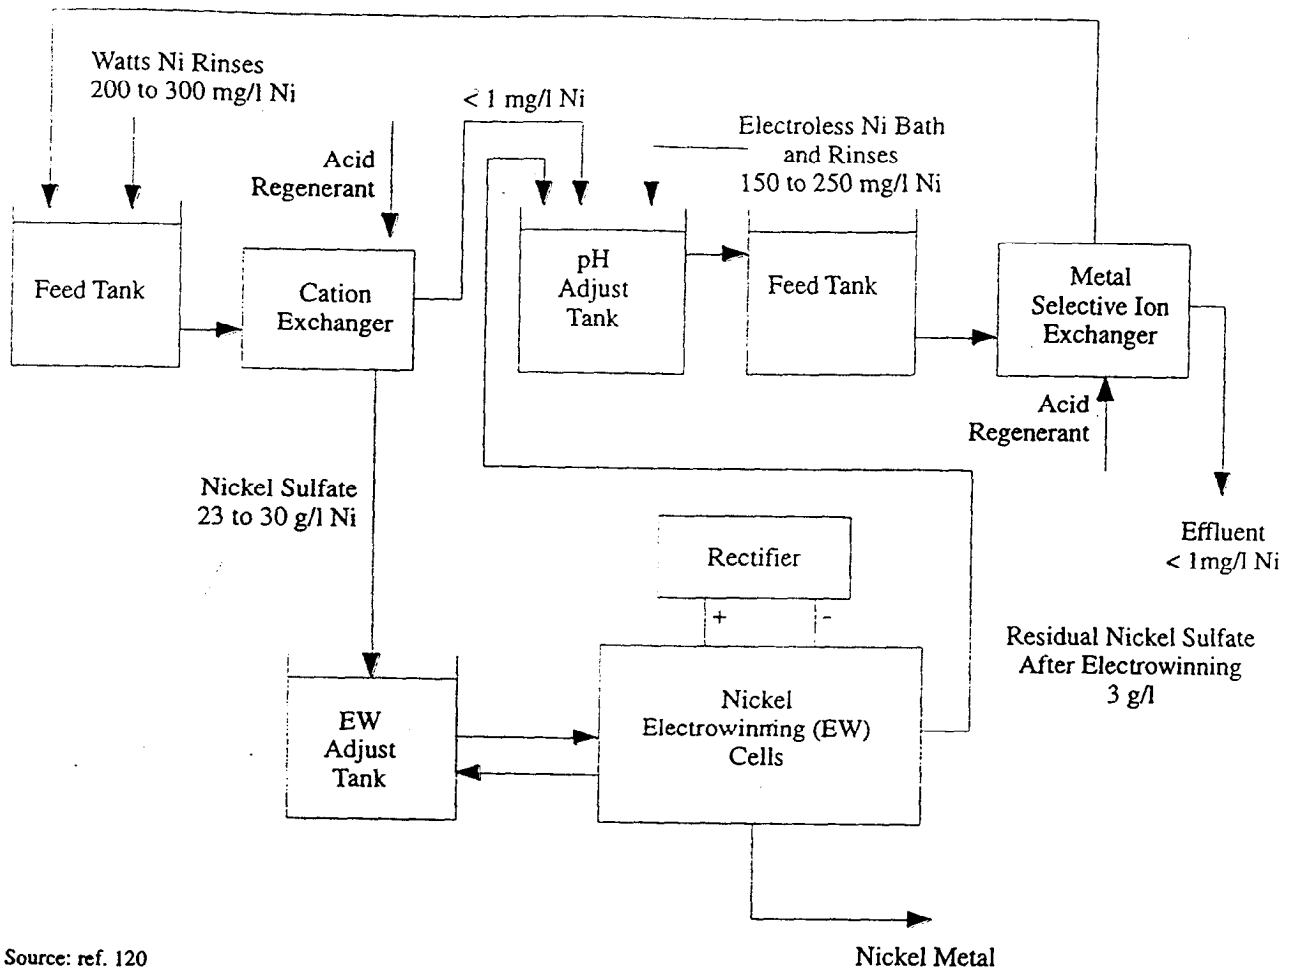 Watts Ni Rinses
200 to 300 mg/l Ni
< 1 mg/l Ni
Acid
Regenerant
Electroless Ni Bath
and Rinses
150 to 250 mg/l Ni
Feed Tank
Cation
Exchanger
pH
Adjust
Tank
Feed Tank
Metal
Selective Ion
Exchanger
Acid
Regenerant
Nickel Sulfate
23 to 30 g/l Ni
Effluent
< 1mg/l Ni
Rectifier
+
-
Residual Nickel Sulfate
After Electrowinning
3 g/l
EW
Adjust
Tank
Nickel
Electrowinning (EW)
Cells
Nickel Metal
Source: ref. 120